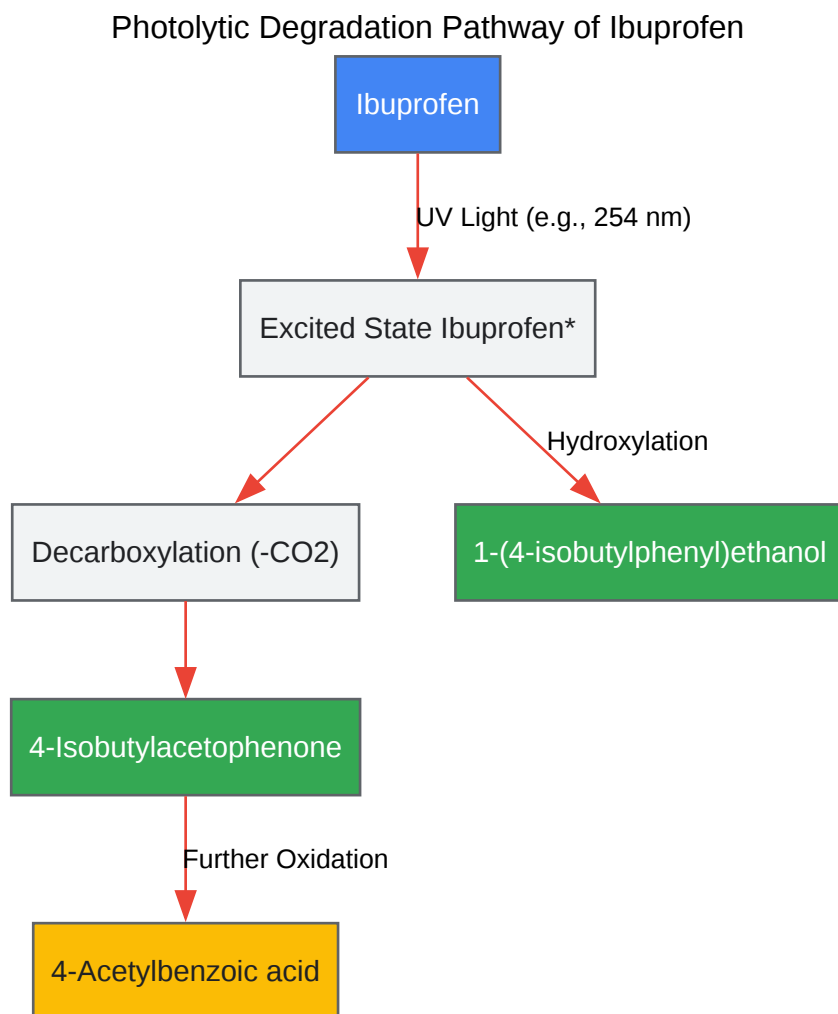 Photolytic Degradation Pathway of Ibuprofen
Ibuprofen
UV Light (e.g., 254 nm)
Excited State Ibuprofen*
Hydroxylation
Decarboxylation (-CO2)
1-(4-isobutylphenyl)ethanol
4-Isobutylacetophenone
Further Oxidation
4-Acetylbenzoic acid